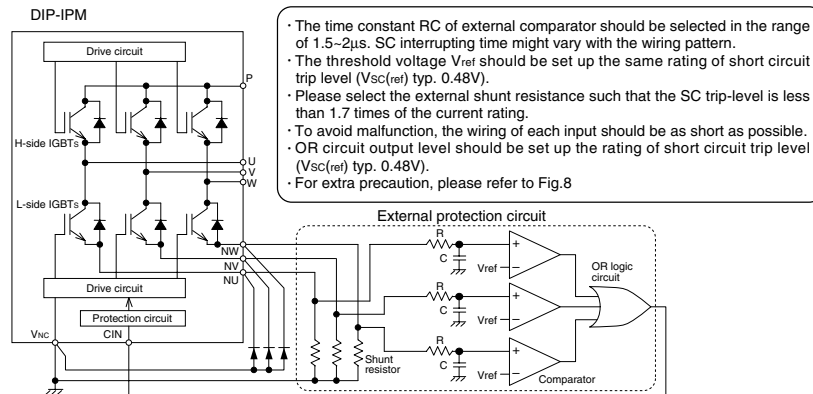 DIP-IPM
Drive circuit
P
H-side IGBTs
U
V
W
L-side IGBTs
NW
NV
NU
Drive circuit
Protection circuit
VNC
CIN
· The time constant RC of external comparator should be selected in the range
of 1.5~2μs. SC interrupting time might vary with the wiring pattern.
· The threshold voltage Vref should be set up the same rating of short circuit
trip level (VSC(ref) typ. 0.48V).
· Please select the external shunt resistance such that the SC trip-level is less
than 1.7 times of the current rating.
· To avoid malfunction, the wiring of each input should be as short as possible.
· OR circuit output level should be set up the rating of short circuit trip level
(VSC(ref) typ. 0.48V).
· For extra precaution, please refer to Fig.8
External protection circuit
R
C
Vref
+
−
OR logic
circuit
R
C
Vref
+
−
R
C
Vref
+
−
Shunt
resistor
Comparator